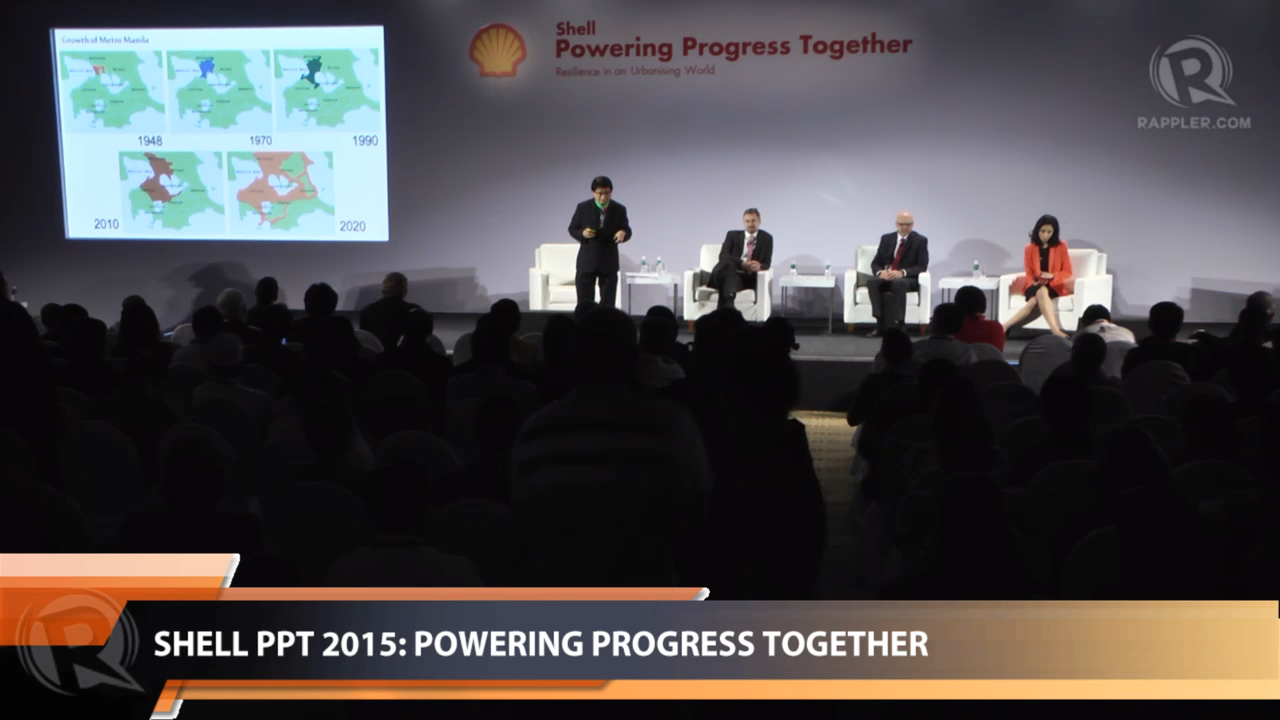 Growth of Metro Manila
1948
1970
1990
2010
2020
Shell
Powering Progress Together
Resilience in an Urbanising World
R
RAPPLER.COM
R
SHELL PPT 2015: POWERING PROGRESS TOGETHER